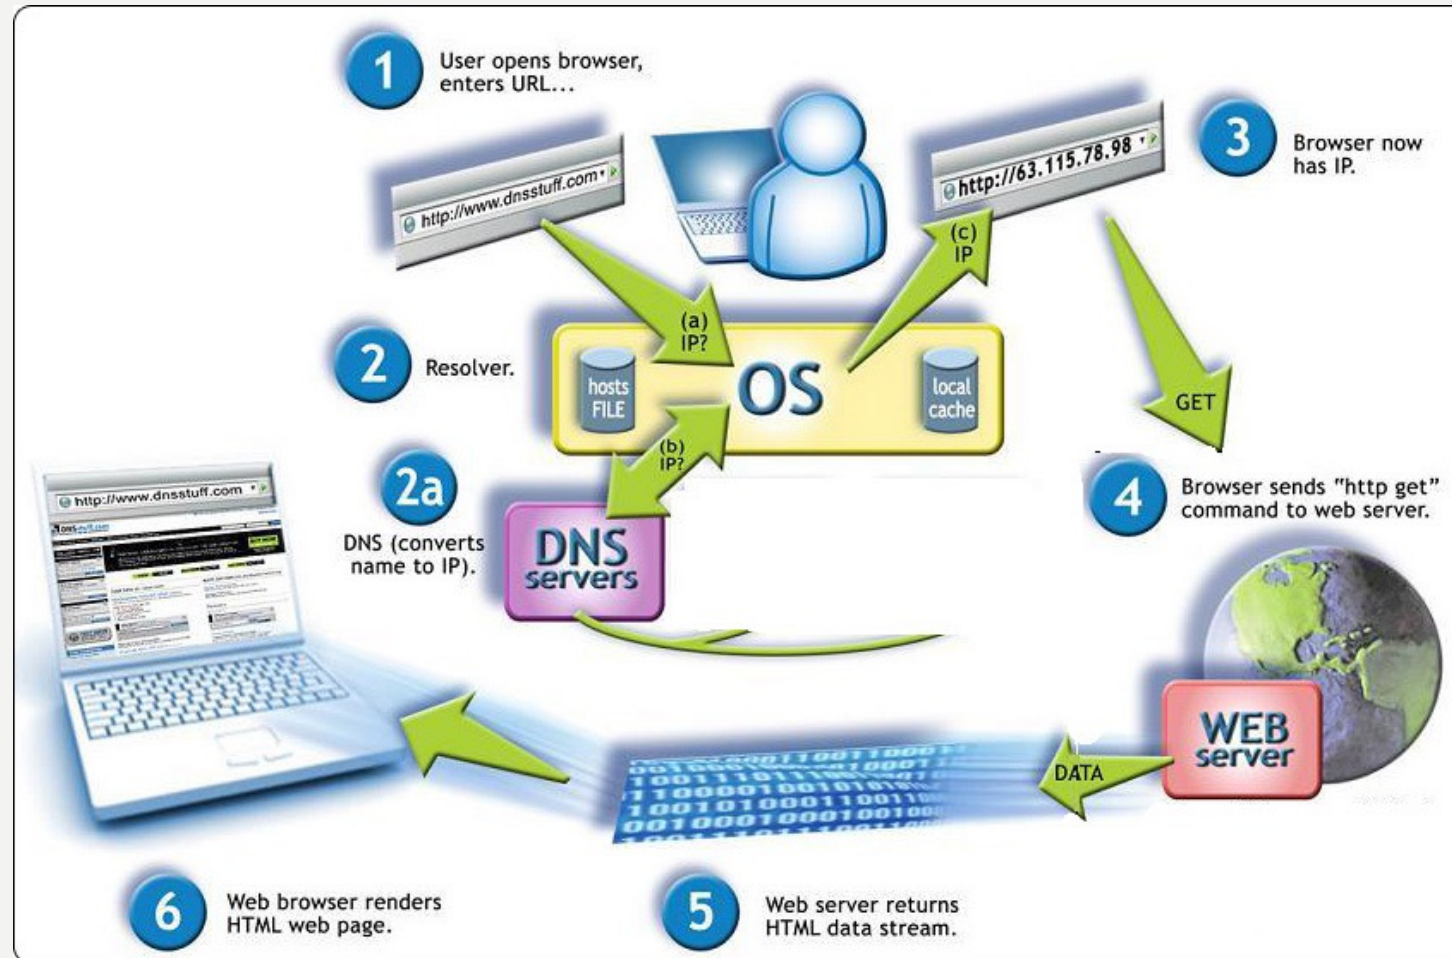 1
User opens browser,
enters URL...
http://www.dnsstuff.com
http://63.115.78.98
3
Browser now
has IP.
(a)
IP?
(c)
IP
2
Resolver.
hosts
FILE
OS
local
cache
GET
(b)
IP?
2a
DNS (converts
name to IP).
DNS
servers
4
Browser sends “http get”
command to web server.
http://www.dnsstuff.com
DNSstuff.com
WEB
server
DATA
6
Web browser renders
HTML web page.
5
Web server returns
HTML data stream.